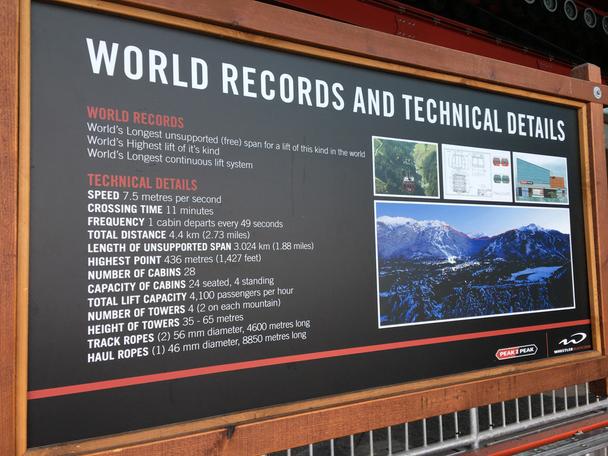 WORLD RECORDS AND TECHNICAL DETAILS
WORLD RECORDS
World's Longest unsupported (free) span for a lift of this kind in the world
World's Highest lift of it's kind
World's Longest continuous lift system
TECHNICAL DETAILS
SPEED 7.5 metres per second
CROSSING TIME 11 minutes
FREQUENCY 1 cabin departs every 49 seconds
TOTAL DISTANCE 4.4 km (2.73 miles)
LENGTH OF UNSUPPORTED SPAN 3.024 km (1.88 miles)
HIGHEST POINT 436 metres (1,427 feet)
NUMBER OF CABINS 28
CAPACITY OF CABINS 24 seated, 4 standing
TOTAL LIFT CAPACITY 4,100 passengers per hour
NUMBER OF TOWERS 4 (2 on each mountain)
HEIGHT OF TOWERS 35 - 65 metres
TRACK ROPES (2) 56 mm diameter, 4600 metres long
HAUL ROPES (1) 46 mm diameter, 8850 metres long
PEAK2PEAK
WHISTLERBLACKCOMB